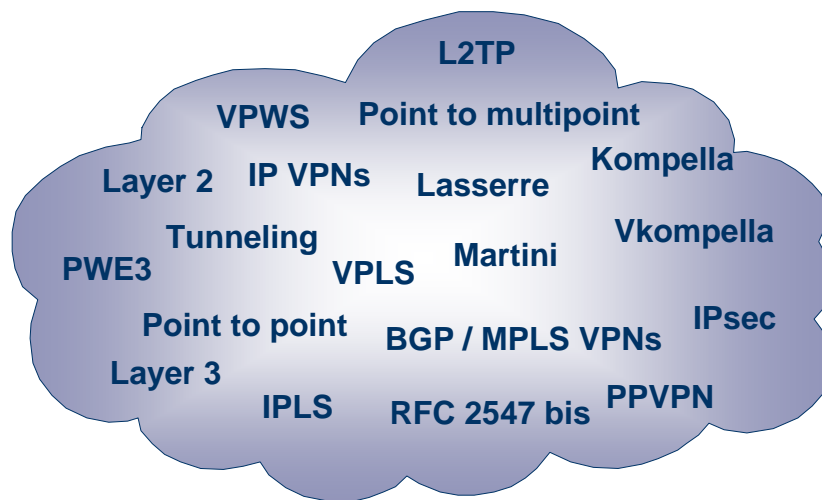 L2TP
VPWS
Point to multipoint
Kompella
Layer 2
IP VPNs
Lasserre
Tunneling
Vkompella
PWE3
VPLS
Martini
Point to point
BGP / MPLS VPNs
IPsec
Layer 3
IPLS
RFC 2547 bis
PPVPN